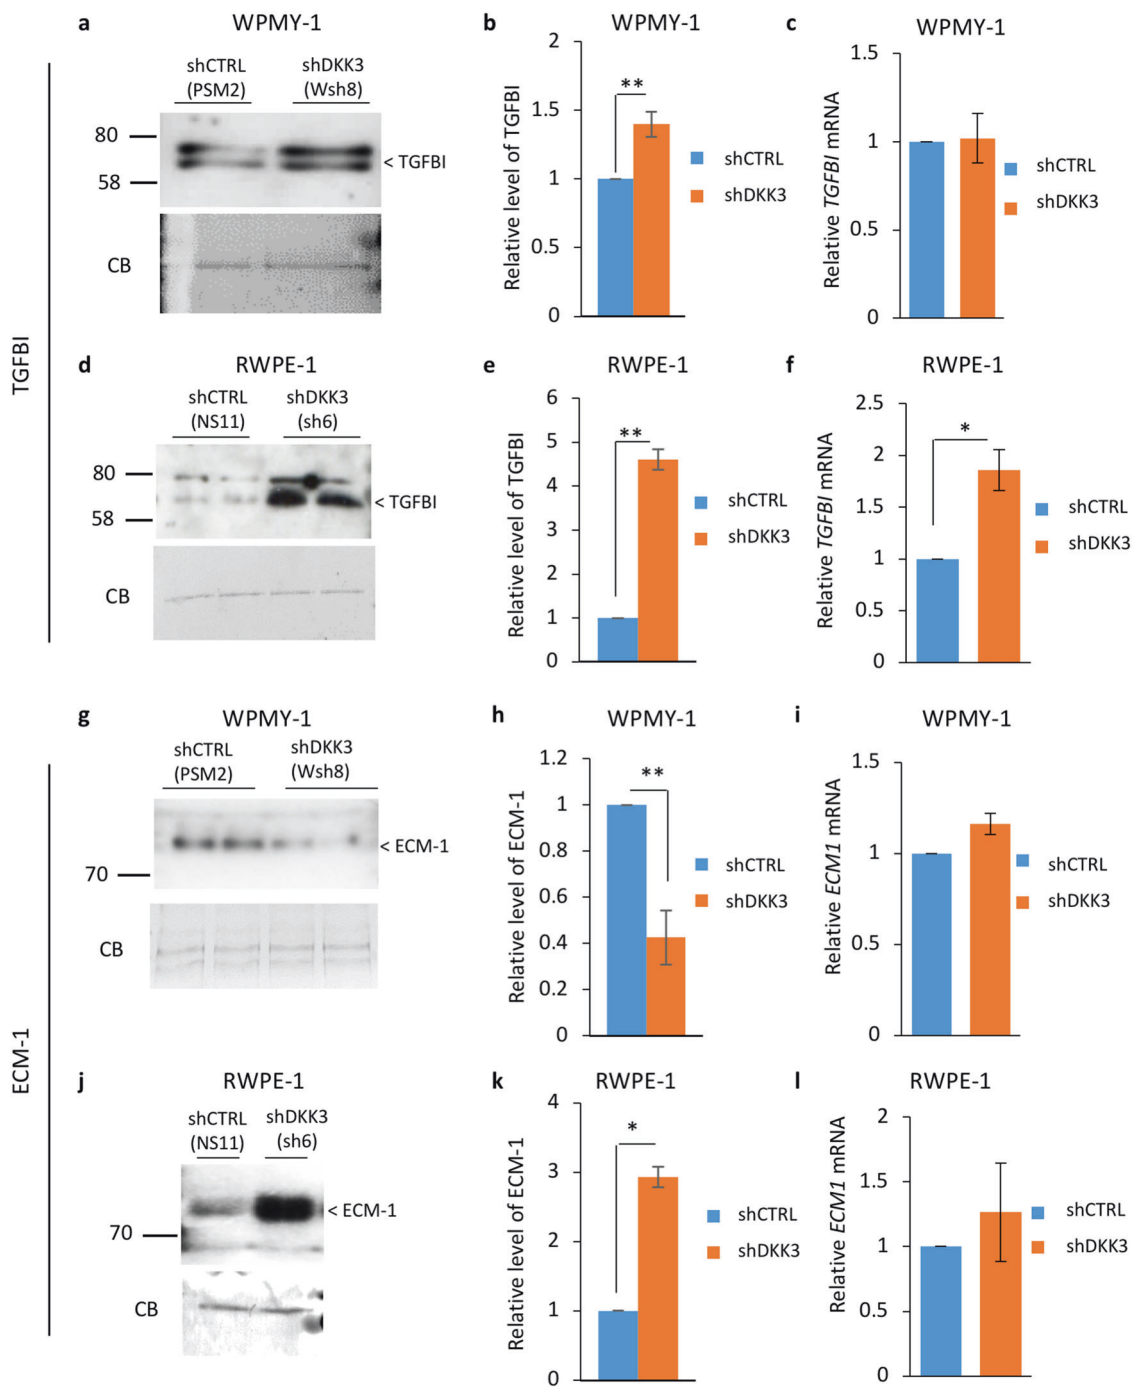 TGFBI
a
WPMY-1
shCTRL
(PSM2)
shDKK3
(Wsh8)
80
58
< TGFBI
CB
b
WPMY-1
Relative level of TGFBI
2
1.5
1
0.5
0
**
shCTRL
shDKK3
c
WPMY-1
Relative TGFBI mRNA
1.5
1
0.5
0
shCTRL
shDKK3
d
RWPE-1
shCTRL
(NS11)
shDKK3
(sh6)
80
58
< TGFBI
CB
e
RWPE-1
Relative level of TGFBI
6
5
4
2
1
0
**
shCTRL
shDKK3
f
RWPE-1
Relative TGFBI mRNA
2.5
2
1.5
1
0.5
0
*
shCTRL
shDKK3
ECM-1
g
WPMY-1
shCTRL
(PSM2)
shDKK3
(Wsh8)
70
< ECM-1
CB
h
WPMY-1
Relative level of ECM-1
1.2
1
0.8
0.6
0.4
0.2
0
**
shCTRL
shDKK3
i
WPMY-1
Relative ECM1 mRNA
1.5
1
0.5
0
shCTRL
shDKK3
j
RWPE-1
shCTRL
(NS11)
shDKK3
(sh6)
70
< ECM-1
CB
k
RWPE-1
Relative level of ECM-1
4
3
2
1
0
*
shCTRL
shDKK3
l
RWPE-1
Relative ECM1 mRNA
2
1.5
1
0.5
0
shCTRL
shDKK3